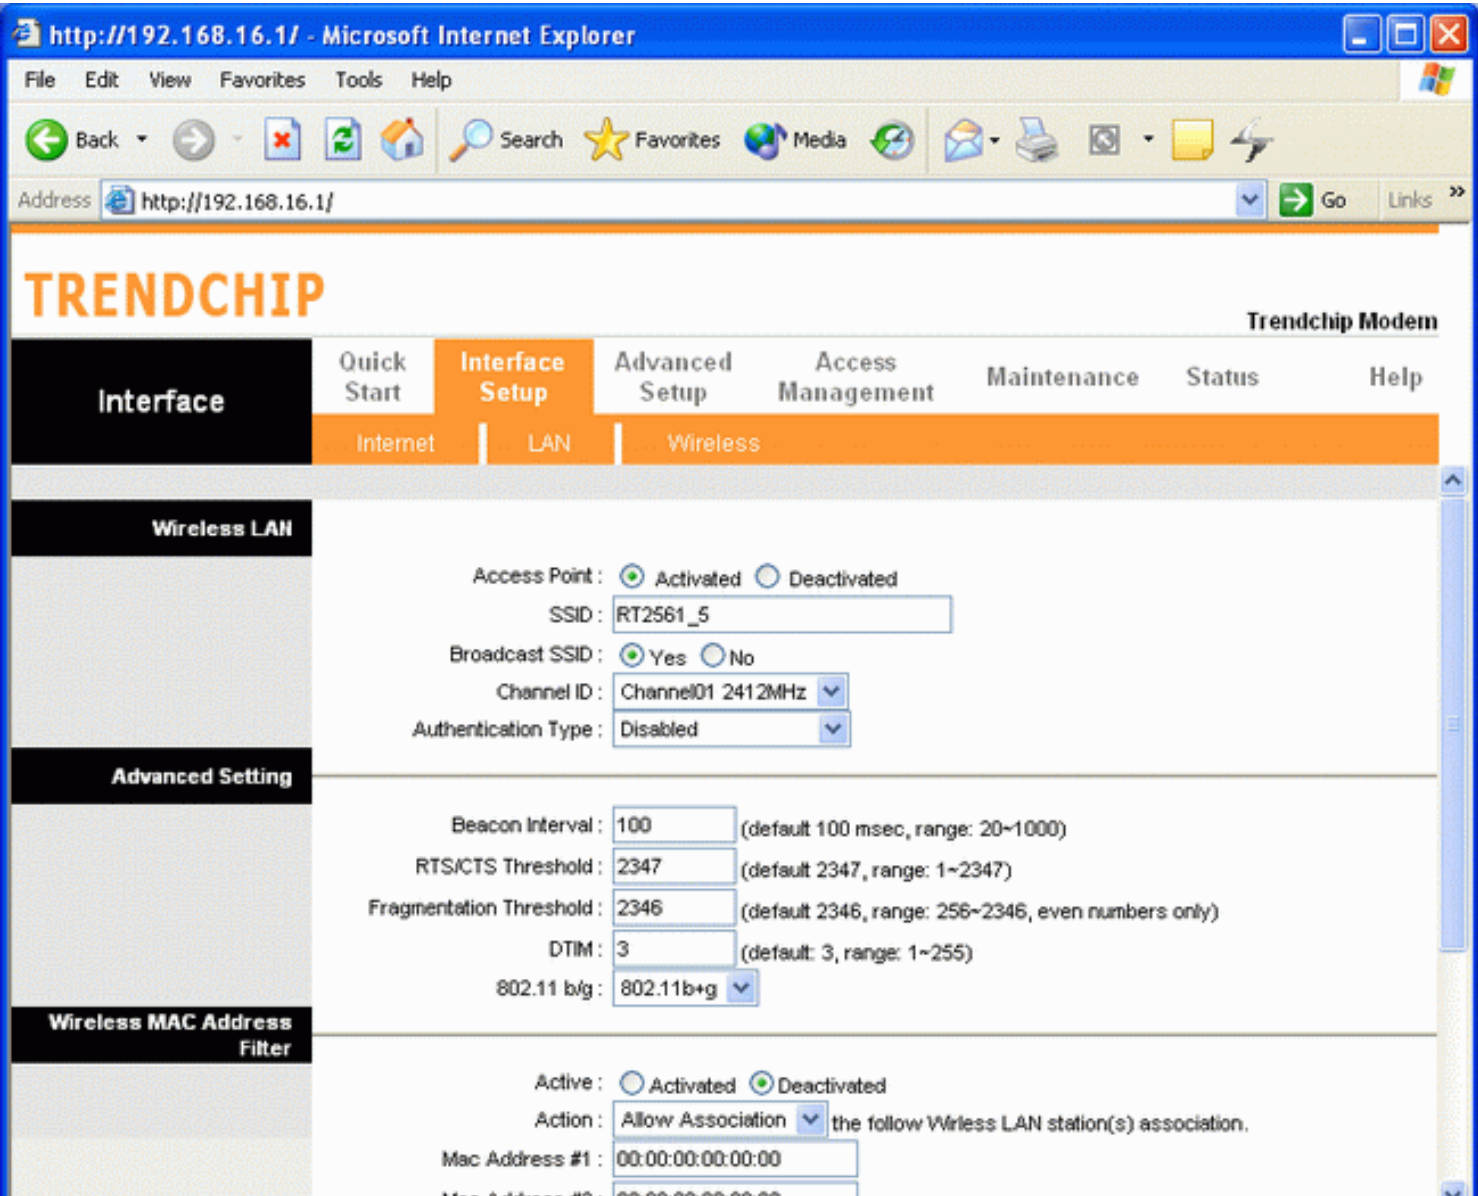 http://192.168.16.1/ - Microsoft Internet Explorer
File Edit View Favorites Tools Help
Back Search Favorites Media
Address http://192.168.16.1/ Go Links »
TRENDCHIP
Trendchip Modem
Interface
Quick Start Interface Setup Advanced Setup Access Management Maintenance Status Help
Internet LAN Wireless
Wireless LAN
Access Point : Activated Deactivated
SSID : RT2561_5
Broadcast SSID : Yes No
Channel ID : Channel01 2412MHz
Authentication Type : Disabled
Advanced Setting
Beacon Interval : 100 (default 100 msec, range: 20~1000)
RTS/CTS Threshold : 2347 (default 2347, range: 1~2347)
Fragmentation Threshold : 2346 (default 2346, range: 256~2346, even numbers only)
DTIM : 3 (default: 3, range: 1~255)
802.11 b/g : 802.11b+g
Wireless MAC Address
Filter
Active : Activated Deactivated
Action : Allow Association the follow Wirless LAN station(s) association.
Mac Address #1 : 00:00:00:00:00:00